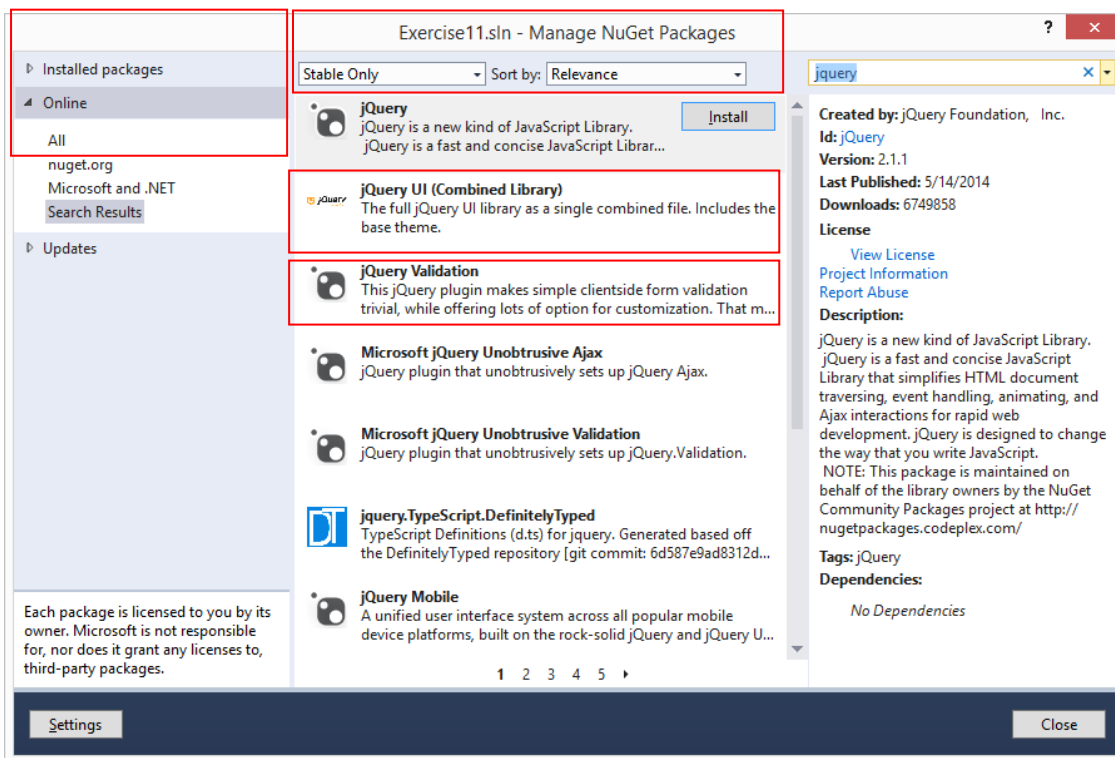 Exercise11.sln - Manage NuGet Packages
?
Installed packages
Online
All
nuget.org
Microsoft and .NET
Search Results
Updates
Each package is licensed to you by its
owner. Microsoft is not responsible
for, nor does it grant any licenses to,
third-party packages.
Stable Only
Sort by: Relevance
jQuery
jQuery is a new kind of JavaScript Library.
jQuery is a fast and concise JavaScript Librar...
Install
jQuery UI (Combined Library)
The full jQuery UI library as a single combined file. Includes the
base theme.
jQuery Validation
This jQuery plugin makes simple clientside form validation
trivial, while offering lots of option for customization. That m...
Microsoft jQuery Unobtrusive Ajax
jQuery plugin that unobtrusively sets up jQuery Ajax.
Microsoft jQuery Unobtrusive Validation
jQuery plugin that unobtrusively sets up jQuery.Validation.
DT
jquery.TypeScript.DefinitelyTyped
TypeScript Definitions (d.ts) for jquery. Generated based off
the DefinitelyTyped repository [git commit: 6d587e9ad8312d...
jQuery Mobile
A unified user interface system across all popular mobile
device platforms, built on the rock-solid jQuery and jQuery U...
1 2 3 4 5
jquery
Created by: jQuery Foundation, Inc.
Id: jQuery
Version: 2.1.1
Last Published: 5/14/2014
Downloads: 6749858
License
View License
Project Information
Report Abuse
Description:
jQuery is a new kind of JavaScript Library.
jQuery is a fast and concise JavaScript
Library that simplifies HTML document
traversing, event handling, animating, and
Ajax interactions for rapid web
development. jQuery is designed to change
the way that you write JavaScript.
NOTE: This package is maintained on
behalf of the library owners by the NuGet
Community Packages project at http://
nugetpackages.codeplex.com/
Tags: jQuery
Dependencies:
No Dependencies
Settings
Close